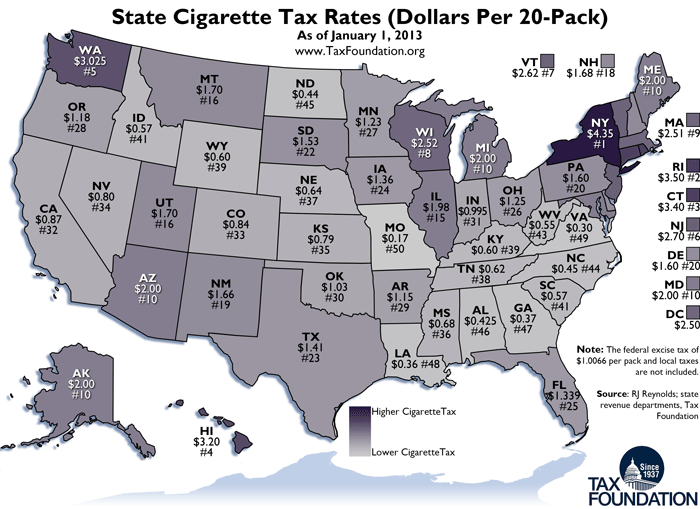 State Cigarette Tax Rates (Dollars Per 20-Pack)
As of January 1, 2013
www.TaxFoundation.org
WA
$3.025
#5
OR
$1.18
#28
CA
$0.87
#32
ID
$0.57
#41
NV
$0.80
#34
MT
$1.70
#16
WY
$0.60
#39
UT
$1.70
#16
AZ
$2.00
#10
CO
$0.84
#33
NM
$1.66
#19
ND
$0.44
#45
SD
$1.53
#22
NE
$0.64
#37
KS
$0.79
#35
OK
$1.03
#30
TX
$1.41
#23
MN
$1.23
#27
IA
$1.36
#24
MO
$0.17
#50
AR
$1.15
#29
LA
$0.36 #48
WI
$2.52
#8
IL
$1.98
#15
MI
$2.00
#10
IN
$0.995
#31
OH
$1.25
#26
KY
$0.60 #39
TN $0.62
#38
MS
$0.68
#36
AL
$0.425
#46
GA
$0.37
#47
FL
$1.339
#25
SC
$0.57
#41
NC
$0.45 #44
WV
$0.55
#43
VA
$0.30
#49
PA
$1.60
#20
NY
$4.35
#1
VT
$2.62 #7
NH
$1.68 #18
ME
$2.00
#10
MA
$2.51 #9
RI
$3.50 #2
CT
$3.40 #3
NJ
$2.70 #6
DE
$1.60 #20
MD
$2.00 #10
DC
$2.50
AK
$2.00
#10
HI
$3.20
#4
Higher CigaretteTax
Lower CigaretteTax
Note: The federal excise tax of
$1.0066 per pack and local taxes
are not included.
Source: RJ Reynolds; state
revenue departments, Tax
Foundation
Since
1937
TAX
FOUNDATION